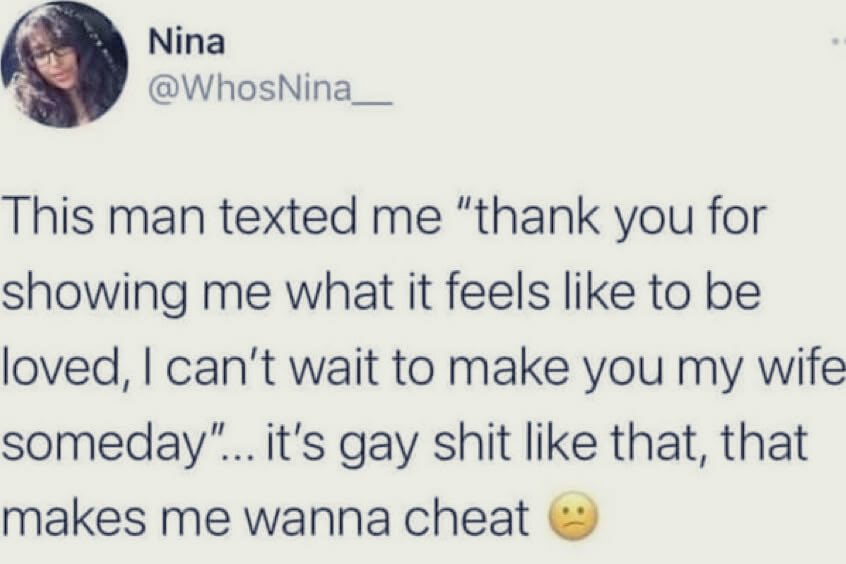 Nina
@WhosNina__
This man texted me "thank you for
showing me what it feels like to be
loved, I can't wait to make you my wife
someday"... it's gay shit like that, that
makes me wanna cheat 😕